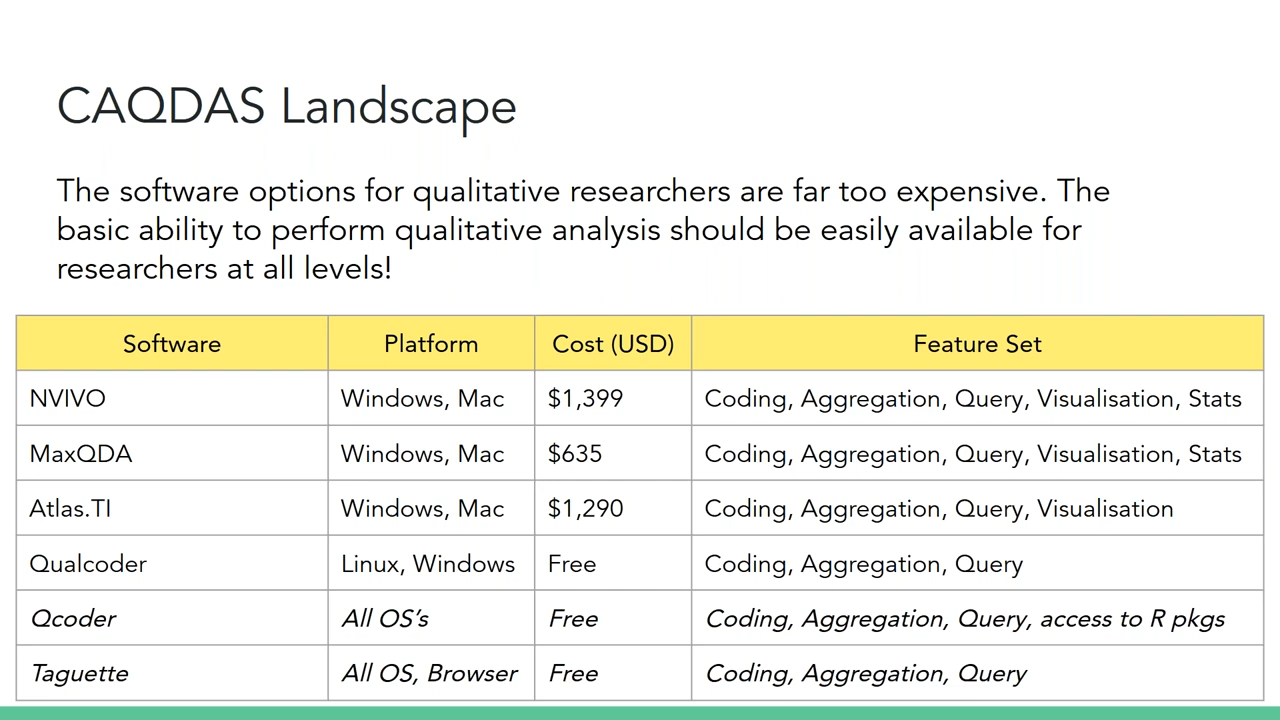 CAQDAS Landscape
The software options for qualitative researchers are far too expensive. The
basic ability to perform qualitative analysis should be easily available for
researchers at all levels!
Software Platform Cost (USD) Feature Set
NVIVO Windows, Mac $1,399 Coding, Aggregation, Query, Visualisation, Stats
MaxQDA Windows, Mac $635 Coding, Aggregation, Query, Visualisation, Stats
Atlas.TI Windows, Mac $1,290 Coding, Aggregation, Query, Visualisation
Qualcoder Linux, Windows Free Coding, Aggregation, Query
Qcoder All OS’s Free Coding, Aggregation, Query, access to R pkgs
Taguette All OS, Browser Free Coding, Aggregation, Query